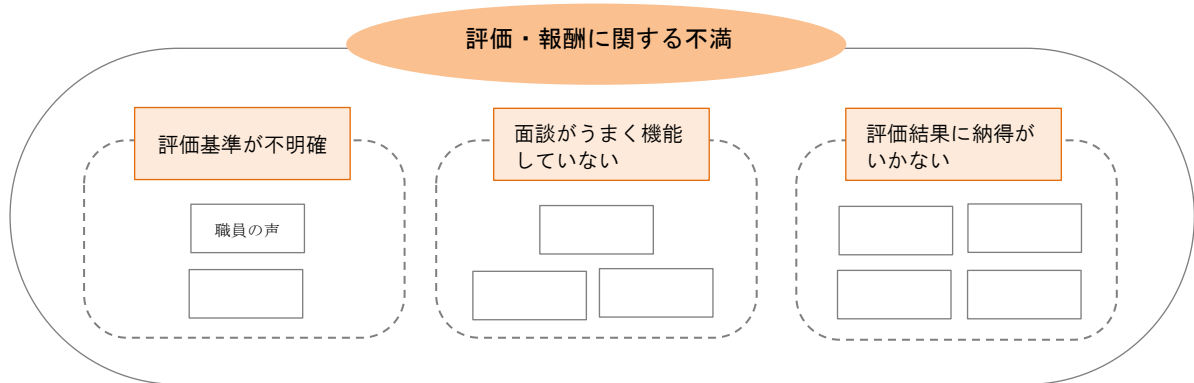 評価・報酬に関する不満
評価基準が不明確
面談がうまく機能
していない
評価結果に納得が
いかない
職員の声